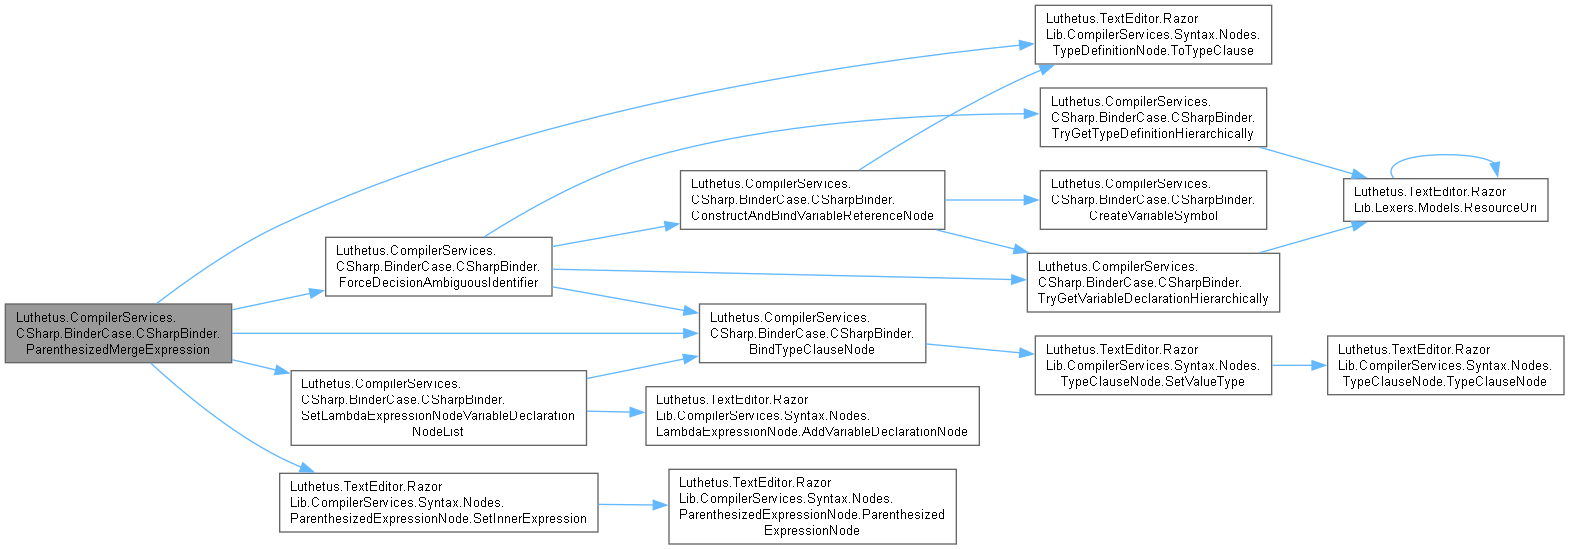 Luthetus.TextEditor.Razor
Lib.CompilerServices.Syntax.Nodes.
TypeDefinitionNode.ToTypeClause
Luthetus.CompilerServices.
CSharp.BinderCase.CSharpBinder.
TryGetTypeDefinitionHierarchically
Luthetus.CompilerServices.
CSharp.BinderCase.CSharpBinder.
ConstructAndBindVariableReferenceNode
Luthetus.CompilerServices.
CSharp.BinderCase.CSharpBinder.
CreateVariableSymbol
Luthetus.TextEditor.Razor
Lib.Lexers.Models.ResourceUri
Luthetus.CompilerServices.
CSharp.BinderCase.CSharpBinder.
ForceDecisionAmbiguousIdentifier
Luthetus.CompilerServices.
CSharp.BinderCase.CSharpBinder.
TryGetVariableDeclarationHierarchically
Luthetus.CompilerServices.
CSharp.BinderCase.CSharpBinder.
ParenthesizedMergeExpression
Luthetus.CompilerServices.
CSharp.BinderCase.CSharpBinder.
BindTypeClauseNode
Luthetus.TextEditor.Razor
Lib.CompilerServices.Syntax.Nodes.
TypeClauseNode.SetValueType
Luthetus.TextEditor.Razor
Lib.CompilerServices.Syntax.Nodes.
TypeClauseNode.TypeClauseNode
Luthetus.CompilerServices.
CSharp.BinderCase.CSharpBinder.
SetLambdaExpressionNodeVariableDeclaration
NodeList
Luthetus.TextEditor.Razor
Lib.CompilerServices.Syntax.Nodes.
LambdaExpressionNode.AddVariableDeclarationNode
Luthetus.TextEditor.Razor
Lib.CompilerServices.Syntax.Nodes.
ParenthesizedExpressionNode.SetInnerExpression
Luthetus.TextEditor.Razor
Lib.CompilerServices.Syntax.Nodes.
ParenthesizedExpressionNode.Parenthesized
ExpressionNode